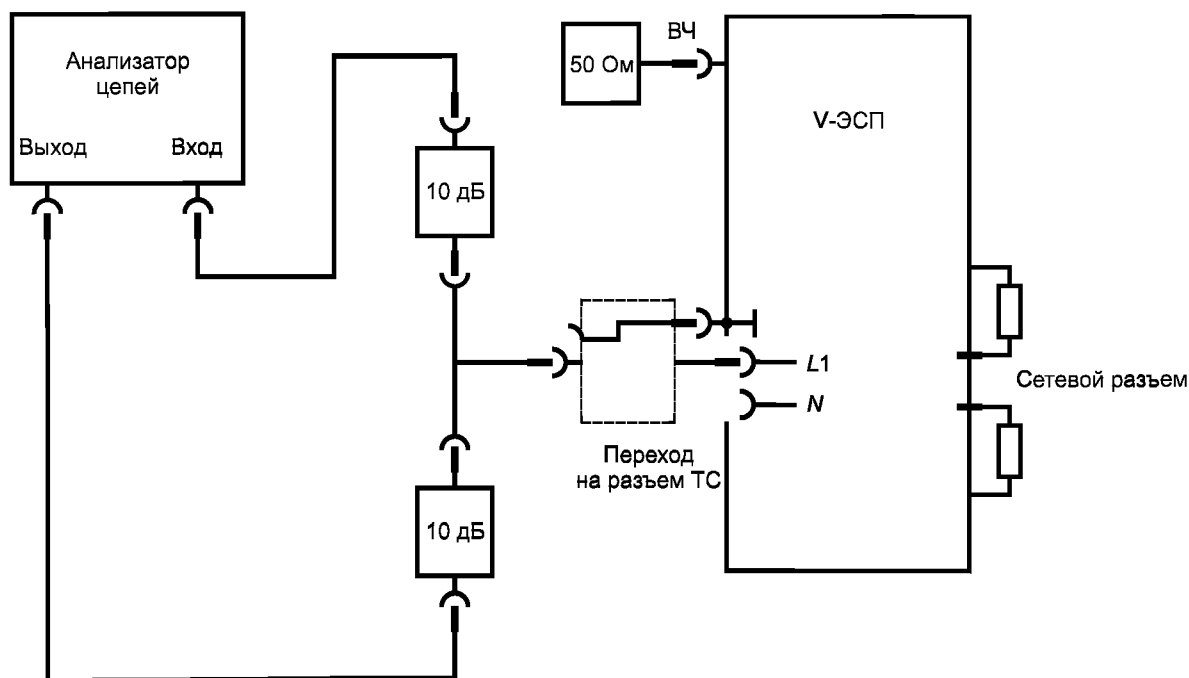 Анализатор
цепей
Выход
Вход
10 дБ
10 дБ
50 Ом
ВЧ
V-ЭСП
L1
N
Переход
на разъем ТС
Сетевой разъем